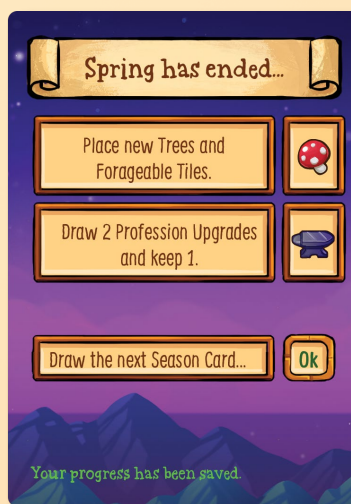 Spring has ended...
Place new Trees and
Forageable Tiles.
Draw 2 Profession Upgrades
and keep 1.
Draw the next Season Card...
Ok
Your progress has been saved.